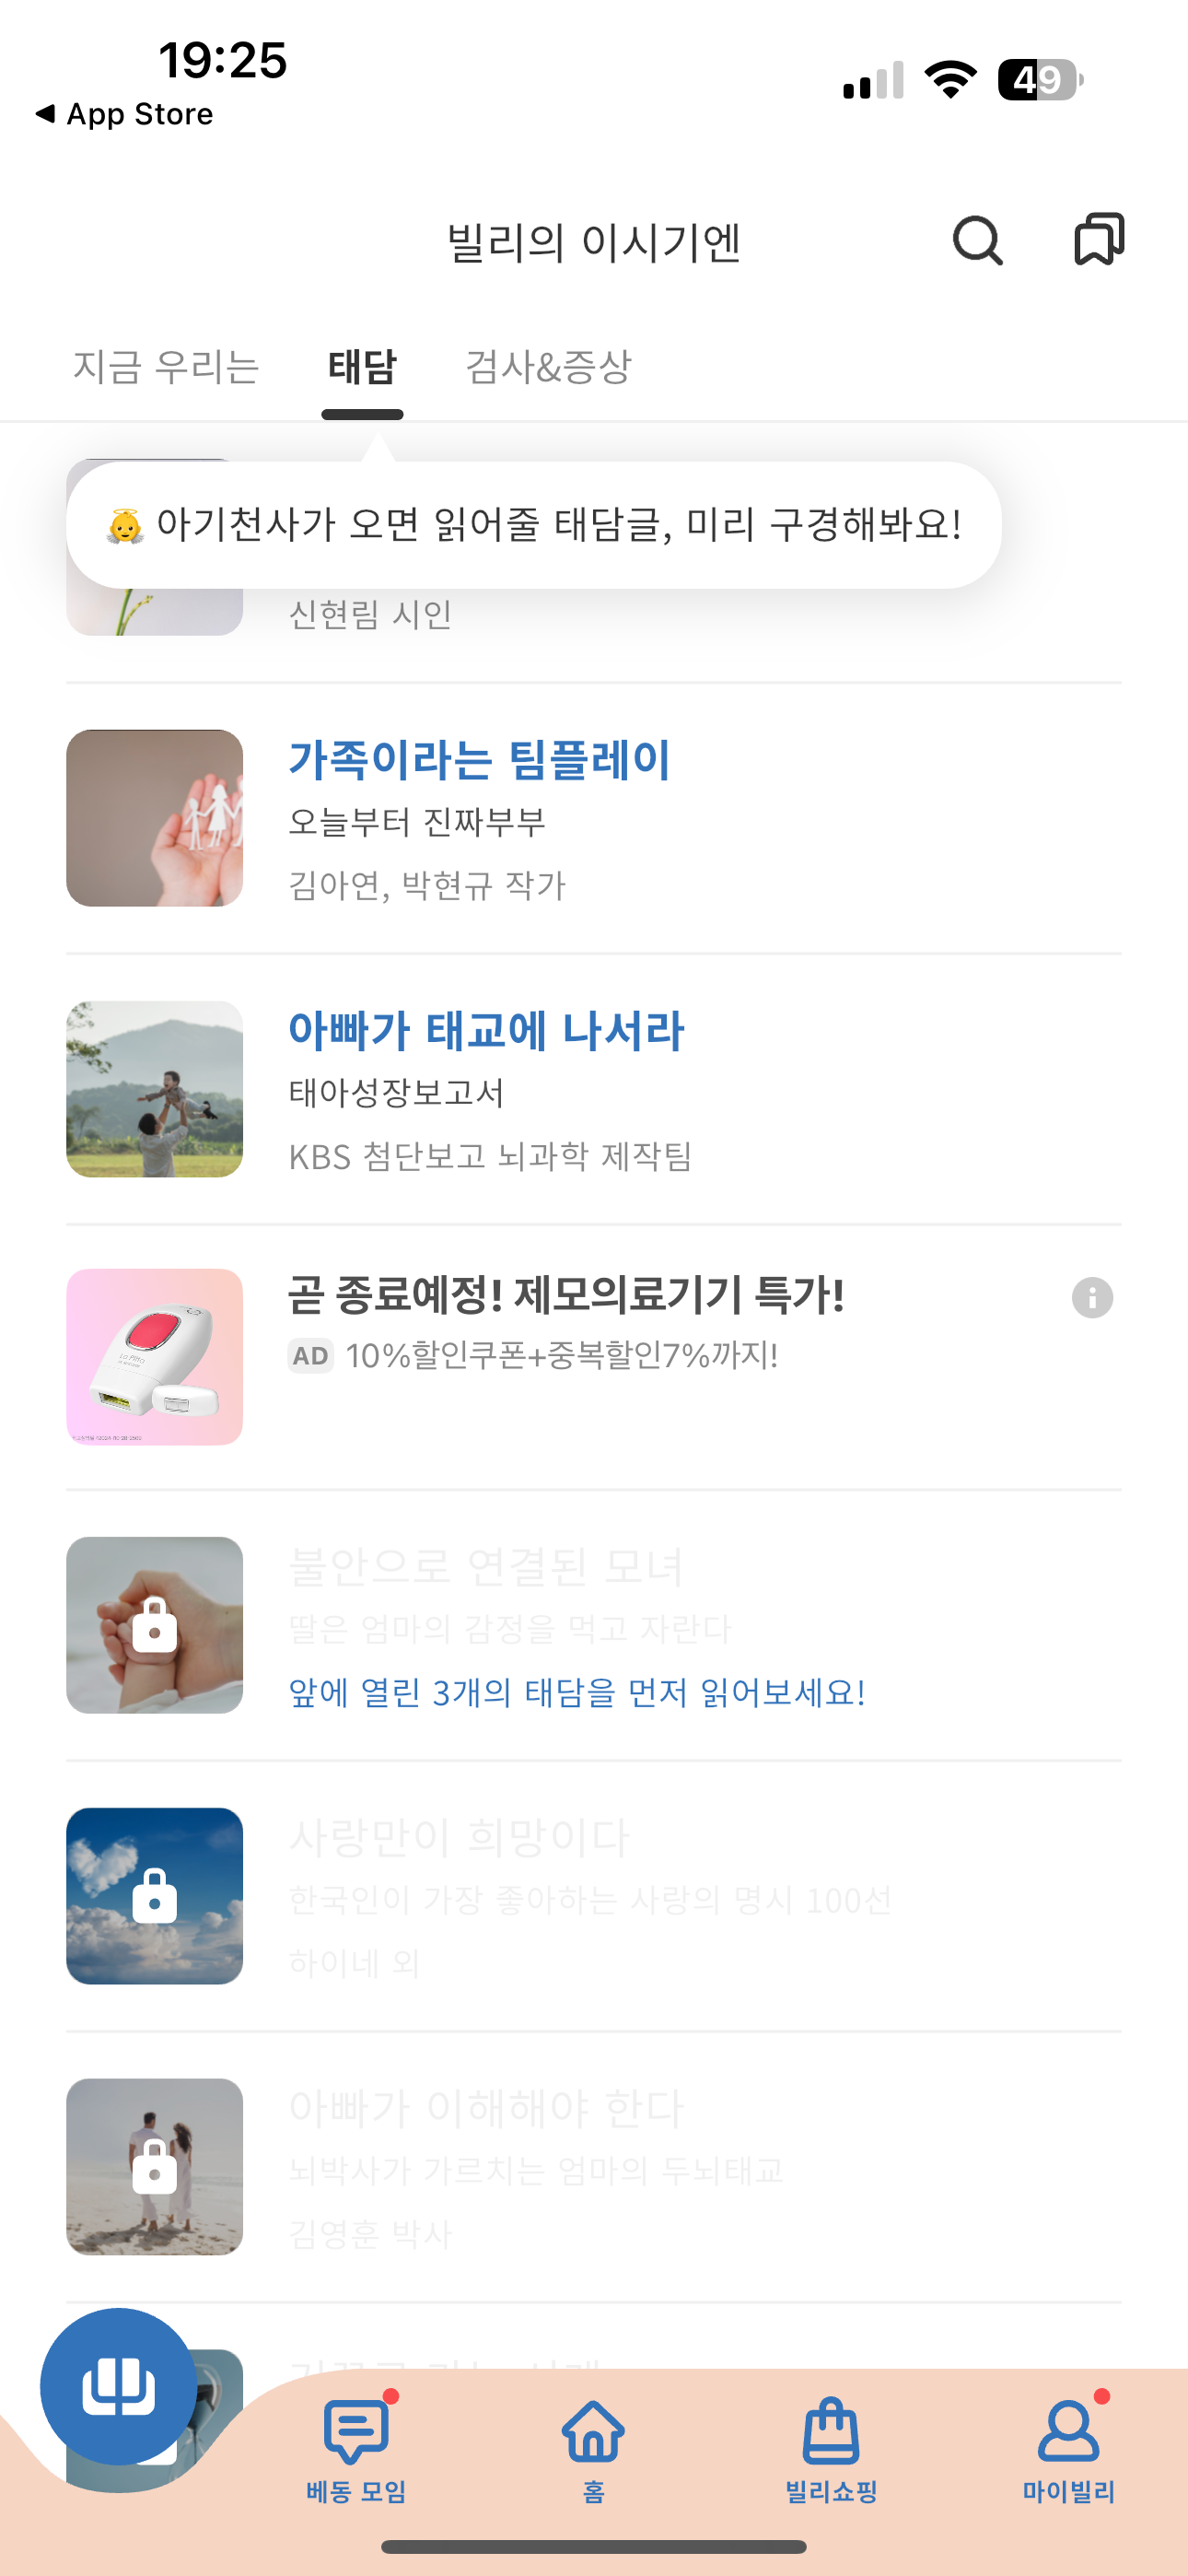 19:25
49
◀ App Store
빌리의 이시기엔
지금 우리는
태담
검사&증상
👼 아기천사가 오면 읽어줄 태담글, 미리 구경해봐요!
신현림 시인
가족이라는 팀플레이
오늘부터 진짜부부
김아연, 박현규 작가
아빠가 태교에 나서라
태아성장보고서
KBS 첨단보고 뇌과학 제작팀
곧 종료예정! 제모의료기기 특가!
AD 10%할인쿠폰+중복할인7%까지!
불안으로 연결된 모녀
딸은 엄마의 감정을 먹고 자란다
앞에 열린 3개의 태담을 먼저 읽어보세요!
사랑만이 희망이다
한국인이 가장 좋아하는 사랑의 명시 100선
하이네 외
아빠가 이해해야 한다
뇌박사가 가르치는 엄마의 두뇌태교
김영훈 박사
베동 모임
홈
빌리쇼핑
마이빌리